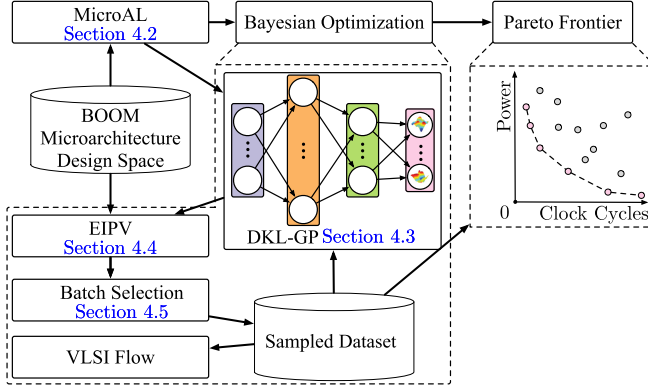 MicroAL
Section 4.2
Bayesian Optimization
Pareto Frontier
BOOM
Microarchitecture
Design Space
DKL-GP Section 4.3
Power
0
Clock Cycles
EIPV
Section 4.4
Batch Selection
Section 4.5
VLSI Flow
Sampled Dataset